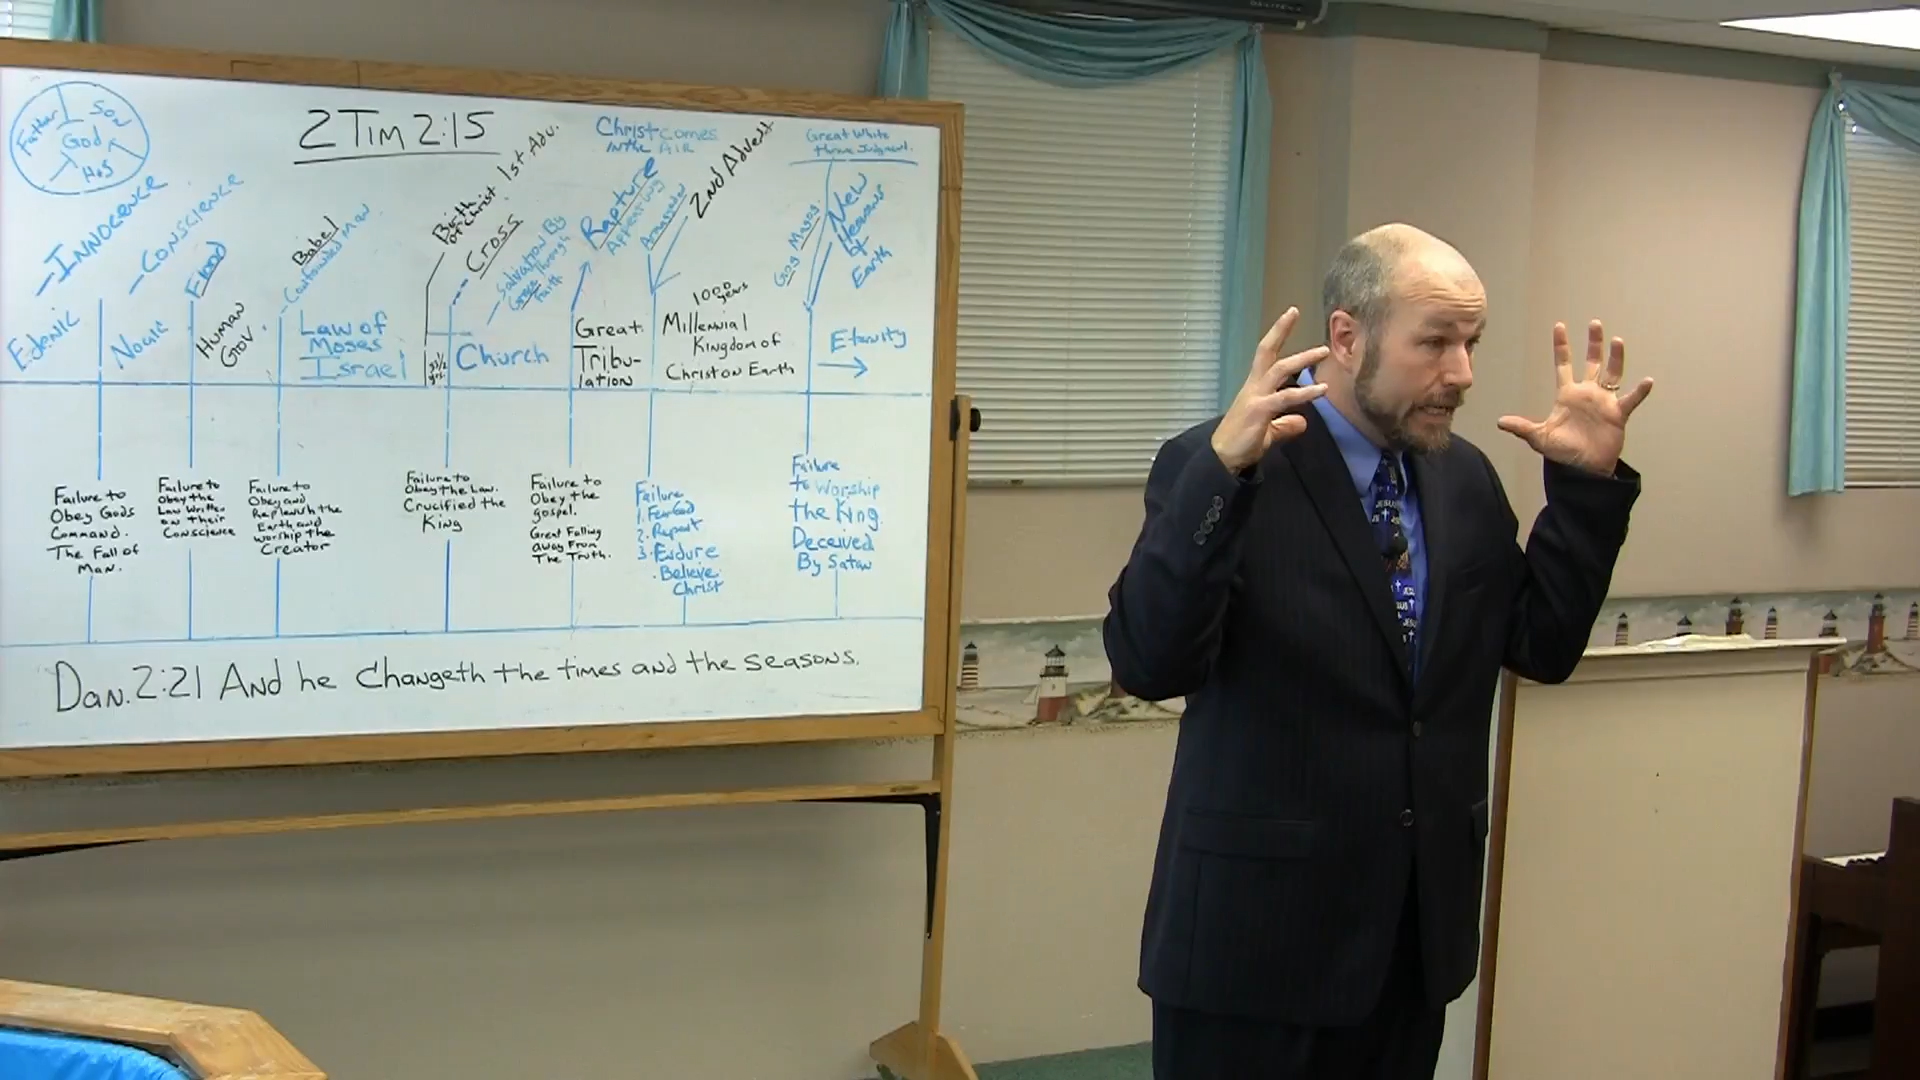 Father
Son
God
H.S
2 Tim 2:15
Innocence
Conscience
Flood
Babel
Confounded man
Birth of Christ 1st Adv.
Cross
Salvation By
Grace Through
Faith
Christ comes
in the Air
Rapture
Appearing
2nd Advent
Great White
Throne Judgment.
Gog Magog.
New
Heavens
&
Earth
Edenic
Noaic
Human
Gov.
Law of
Moses
Israel
Church
Great
Tribu-
lation
1000
years
Millennial
Kingdom of
Christ on Earth
Eternity
Failure to
Obey Gods
Command.
The Fall of
Man.
Failure to
Obey the
Law Written
on their
Conscience
Failure to
Obey and
Replenish the
Earth and
worship the
Creator
Failure to
Obey the Law.
Crucified the
King
Failure to
Obey the
gospel.
Great Falling
away From
The Truth.
Failure
1. Fear God
2. Repent
3. Endure
. Believe
Christ
Failure
to Worship
the King.
Deceived
By Satan
Dan. 2:21 And he changeth the times and the seasons.
JESUS